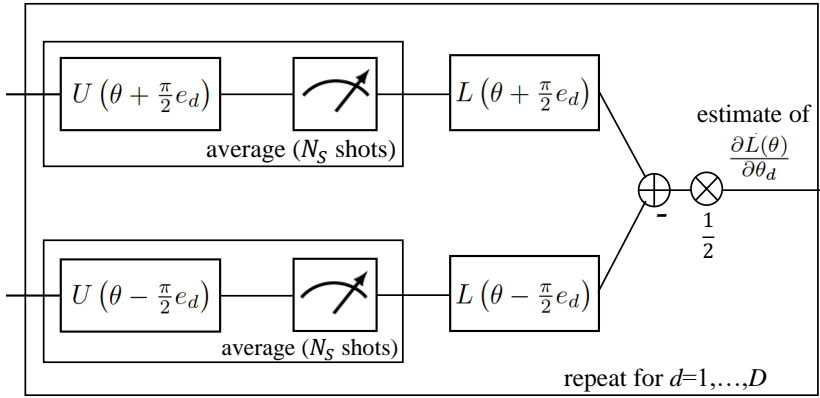 U (θ + π/2 e_d)
average (N_S shots)
L (θ + π/2 e_d)
estimate of
∂L(θ)/∂θ_d
-
1/2
U (θ − π/2 e_d)
average (N_S shots)
L (θ − π/2 e_d)
repeat for d=1,…,D